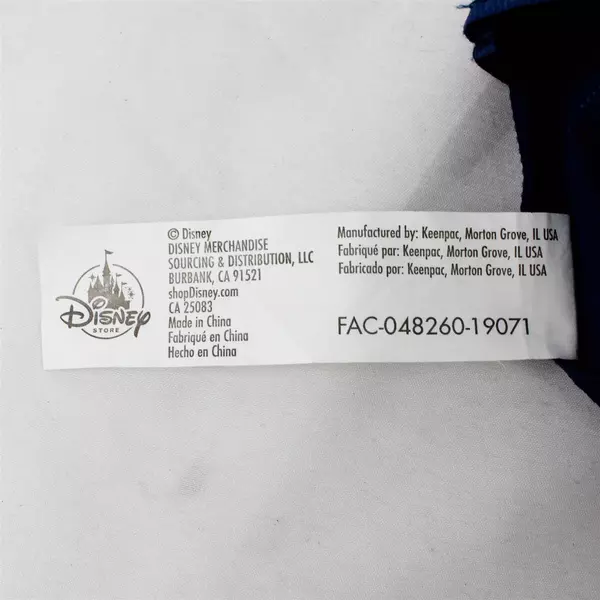 Disney
STORE
© Disney
DISNEY MERCHANDISE
SOURCING & DISTRIBUTION, LLC
BURBANK, CA 91521
shopDisney.com
CA 25083
Made in China
Fabriqué en China
Hecho en China
Manufactured by: Keenpac, Morton Grove, IL USA
Fabriqué par: Keenpac, Morton Grove, IL USA
Fabricado por: Keenpac, Morton Grove, IL USA
FAC-048260-19071